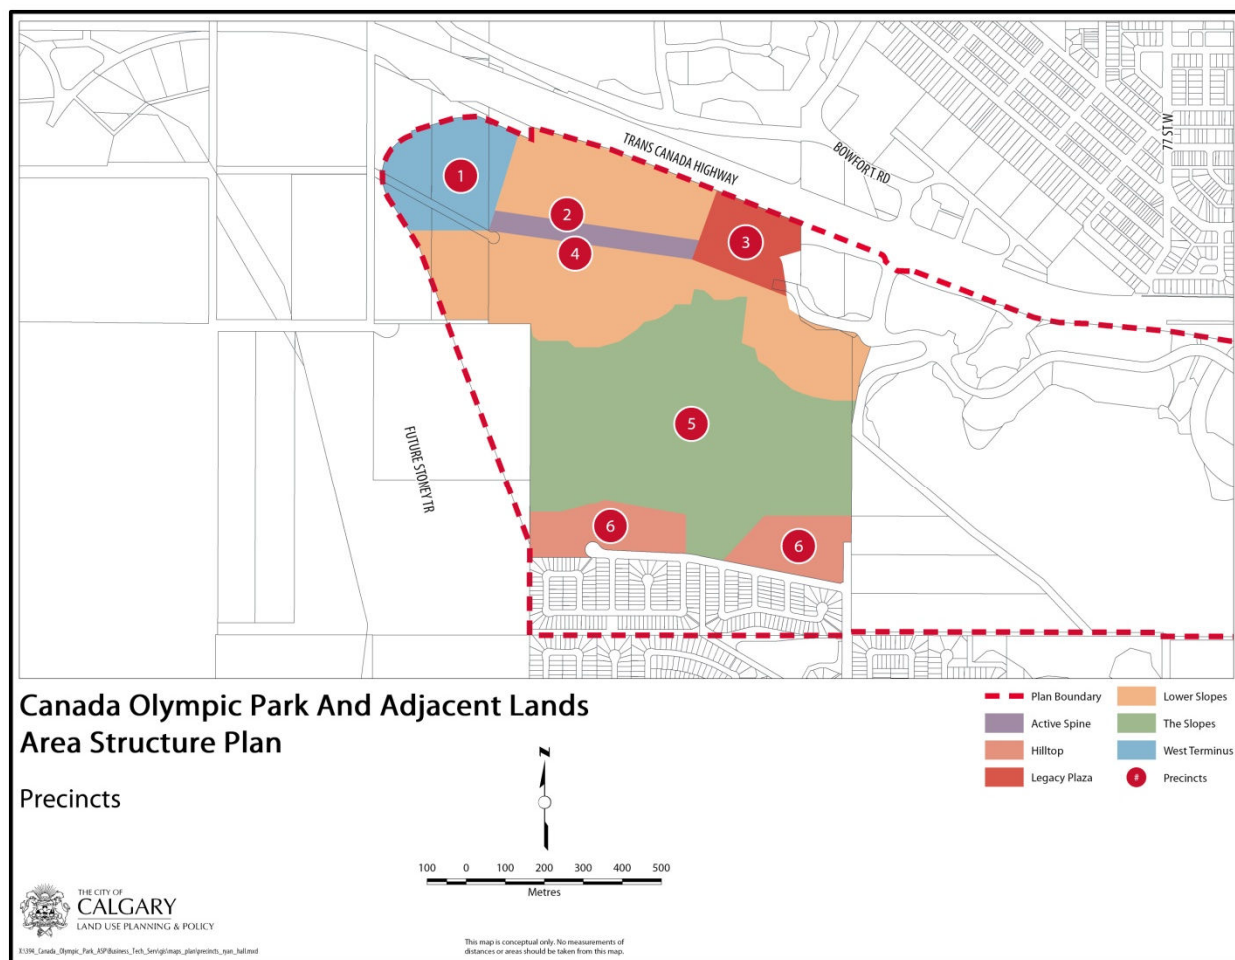 TRANS CANADA HIGHWAY
BOWFORT RD
77 ST W
1
2
3
4
5
FUTURE STONEY TR
6
6
Canada Olympic Park And Adjacent Lands
Area Structure Plan
Precincts
Plan Boundary
Active Spine
Hilltop
Legacy Plaza
Lower Slopes
The Slopes
West Terminus
# Precincts
N
100 0 100 200 300 400 500
Metres
THE CITY OF
CALGARY
LAND USE PLANNING & POLICY
This map is conceptual only. No measurements of
distances or areas should be taken from this map.